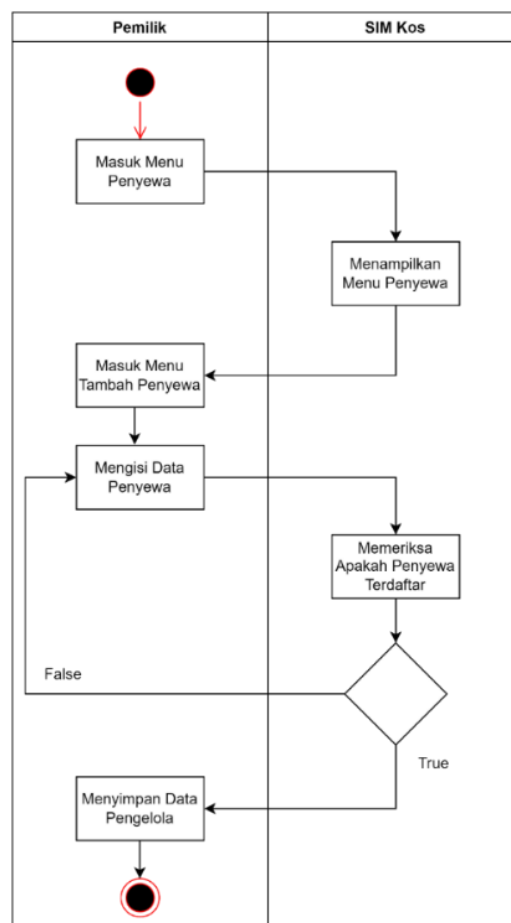 Pemilik
SIM Kos
Masuk Menu
Penyewa
Menampilkan
Menu Penyewa
Masuk Menu
Tambah Penyewa
Mengisi Data
Penyewa
Memeriksa
Apakah Penyewa
Terdaftar
False
True
Menyimpan Data
Pengelola